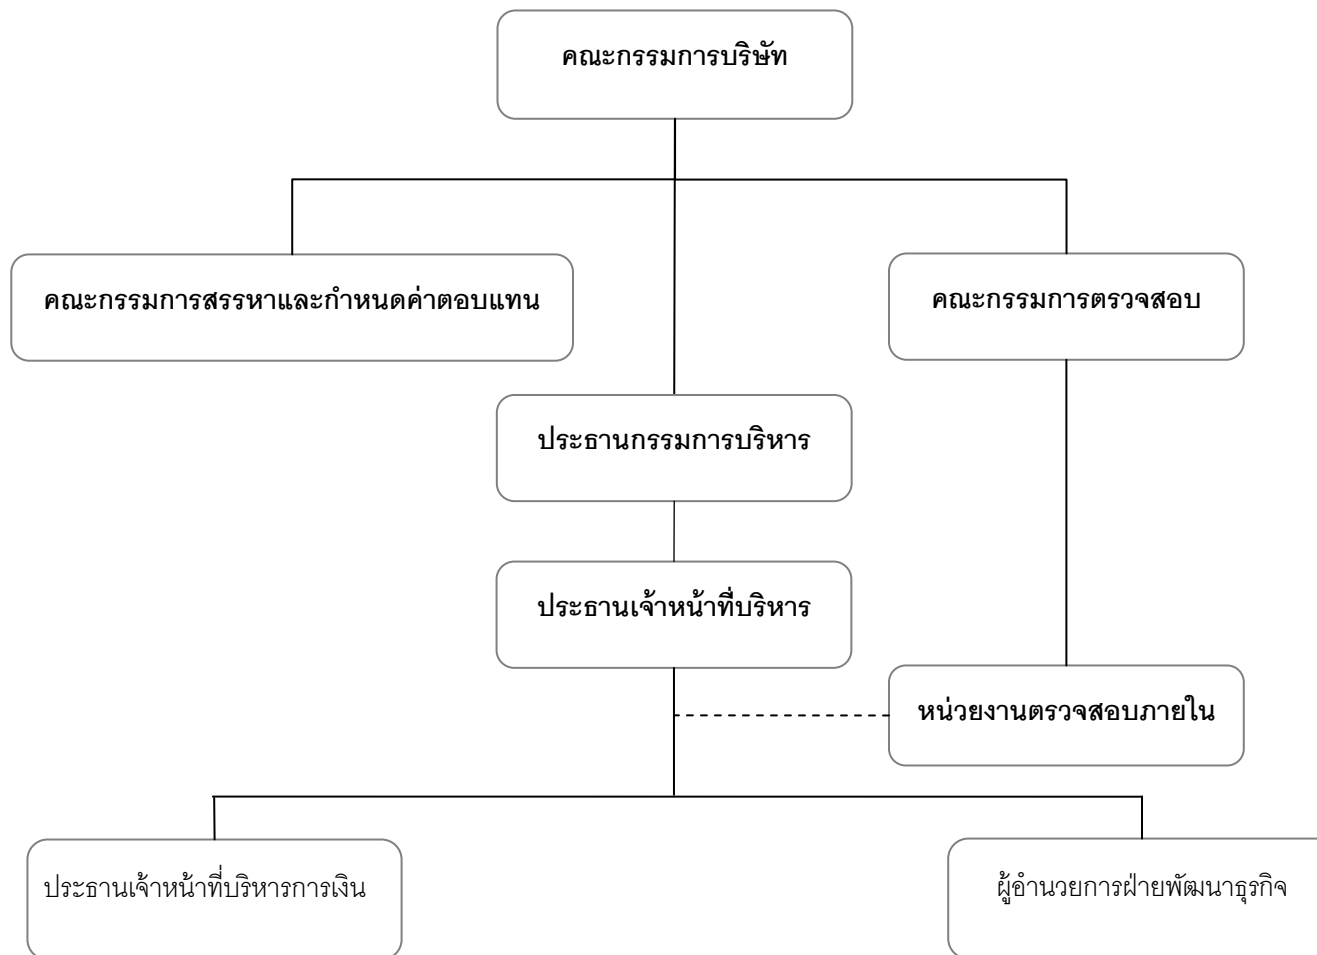 คณะกรรมการบริษัท
คณะกรรมการสรรหาและกำหนดค่าตอบแทน
คณะกรรมการตรวจสอบ
ประธานกรรมการบริหาร
ประธานเจ้าหน้าที่บริหาร
หน่วยงานตรวจสอบภายใน
ประธานเจ้าหน้าที่บริหารการเงิน
ผู้อำนวยการฝ่ายพัฒนาธุรกิจ